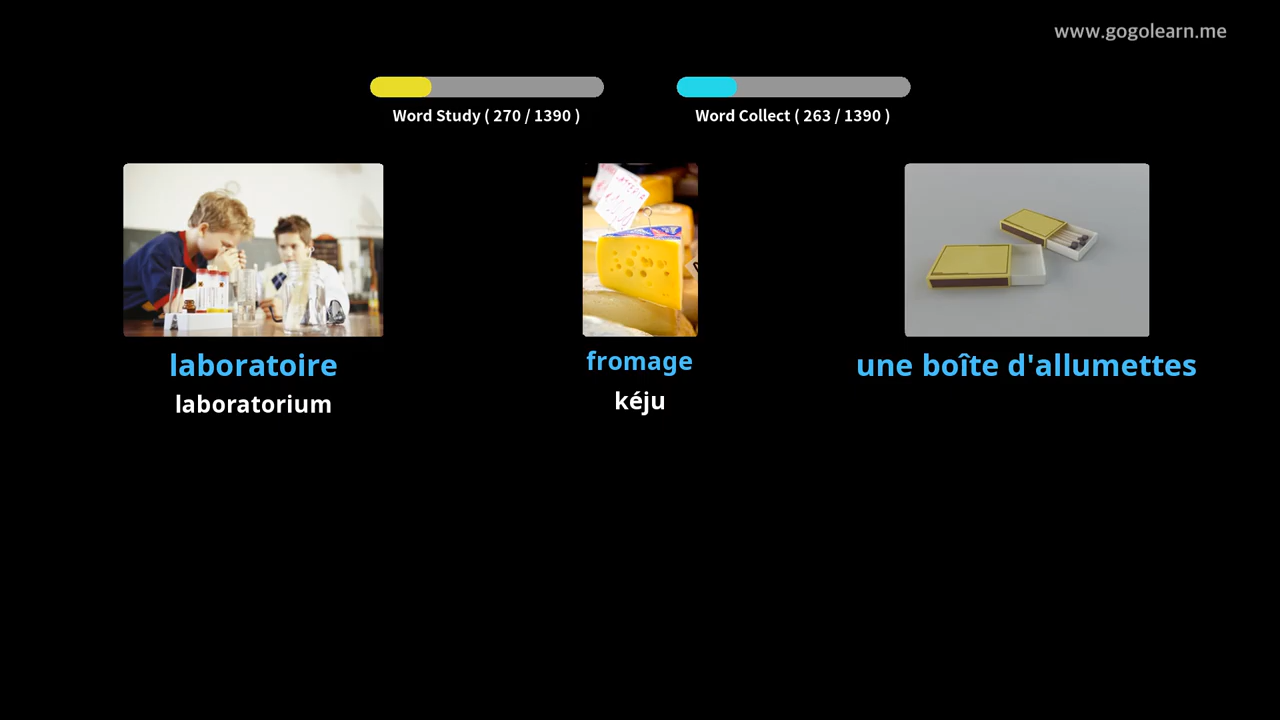 www.gogolearn.me
Word Study ( 270 / 1390 )
Word Collect ( 263 / 1390 )
laboratoire
laboratorium
fromage
kéju
une boîte d'allumettes